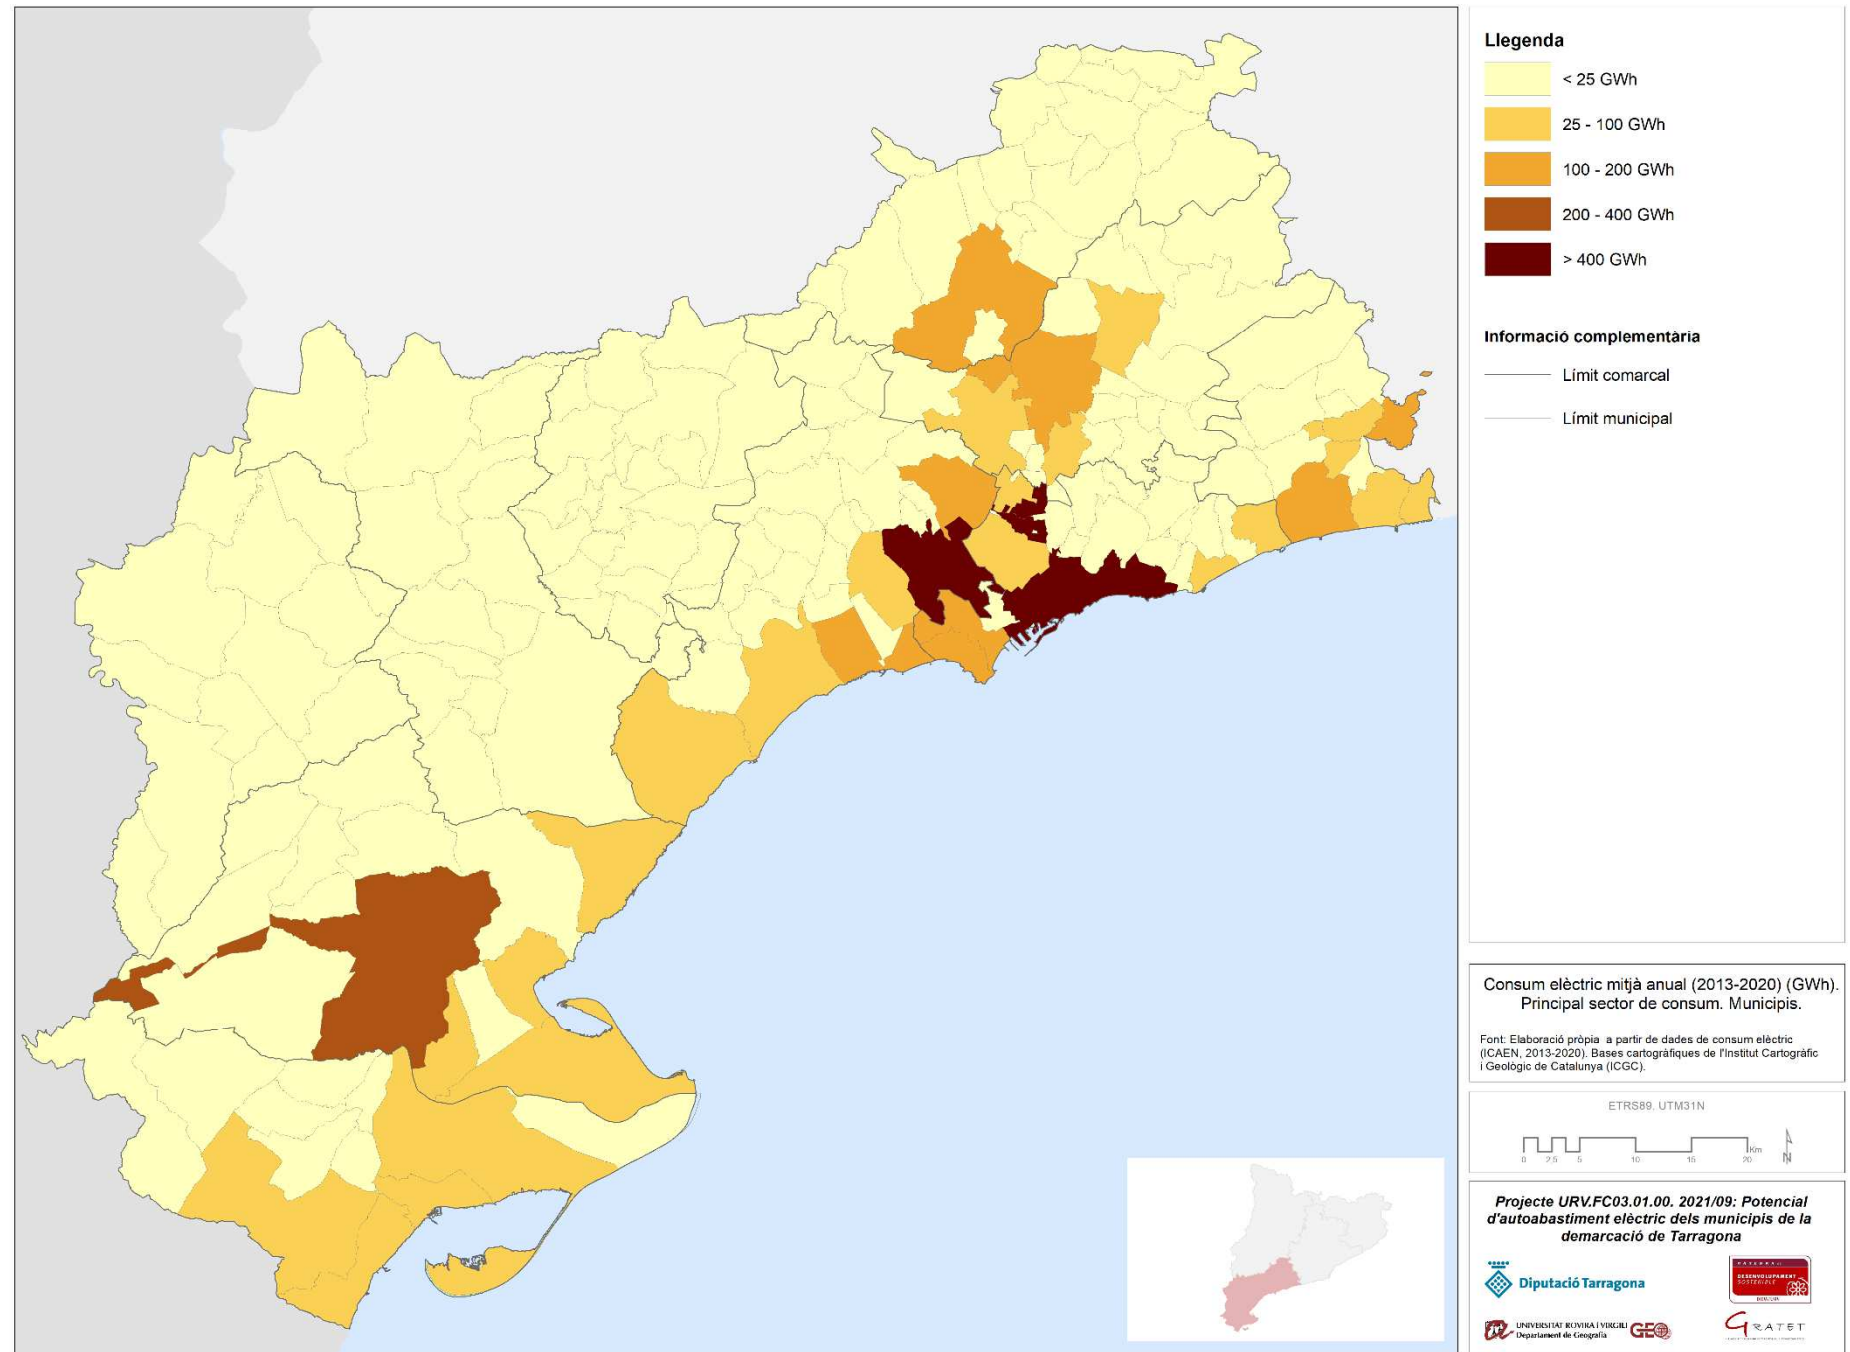 Llegenda
< 25 GWh
25 - 100 GWh
100 - 200 GWh
200 - 400 GWh
> 400 GWh
Informació complementària
Límit comarcal
Límit municipal
Consum elèctric mitjà anual (2013-2020) (GWh).
Principal sector de consum. Municipis.
Font: Elaboració pròpia a partir de dades de consum elèctric
(ICAEN, 2013-2020). Bases cartogràfiques de l'Institut Cartogràfic
i Geològic de Catalunya (ICGC).
ETRS89, UTM31N
0 2,5 5 10 15 20 Km
N
Projecte URV.FC03.01.00. 2021/09: Potencial
d'autoabastiment elèctric dels municipis de la
demarcació de Tarragona
Diputació Tarragona
DESENVOLUPAMENT
SOSTENIBLE
UNIVERSITAT ROVIRA I VIRGILI
Departament de Geografia
GEO
GRATET